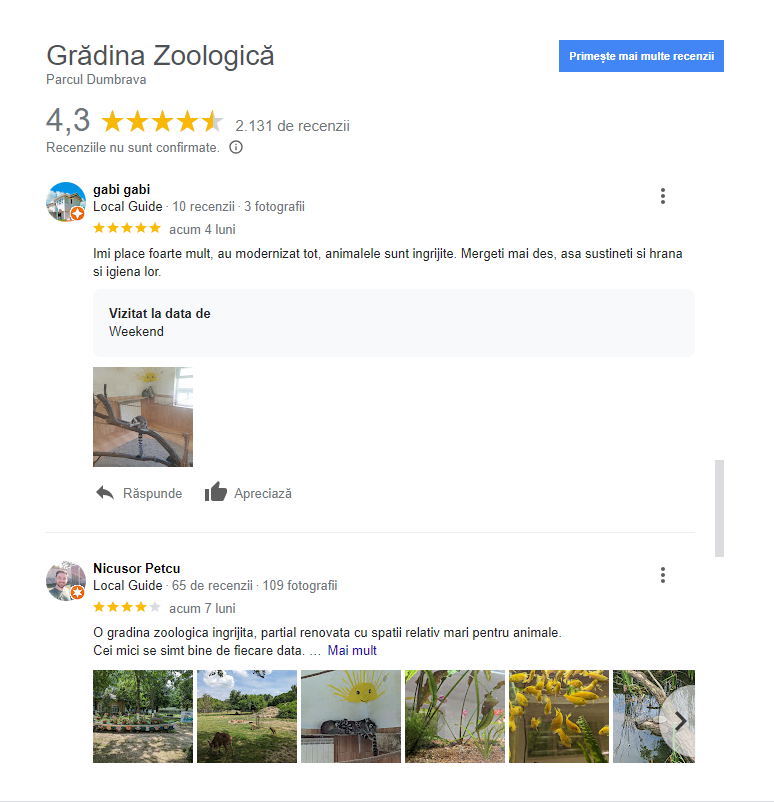 Grădina Zoologică
Primește mai multe recenzii
Parcul Dumbrava
4,3 2.131 de recenzii
Recenziile nu sunt confirmate.
gabi gabi
Local Guide · 10 recenzii · 3 fotografii
acum 4 luni
Imi place foarte mult, au modernizat tot, animalele sunt ingrijite. Mergeti mai des, asa sustineti si hrana
si igiena lor.
Vizitat la data de
Weekend
Răspunde Apreciază
Nicusor Petcu
Local Guide · 65 de recenzii · 109 fotografii
acum 7 luni
O gradina zoologica ingrijita, partial renovata cu spatii relativ mari pentru animale.
Cei mici se simt bine de fiecare data. … Mai mult